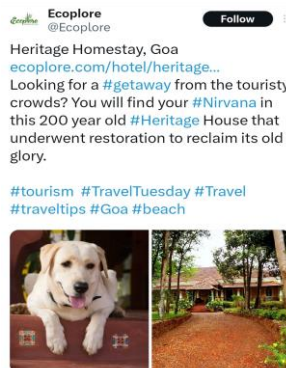 Ecoplore
Ecoplore
@Ecoplore
Follow
Heritage Homestay, Goa
ecoplore.com/hotel/heritage...
Looking for a #getaway from the touristy
crowds? You will find your #Nirvana in
this 200 year old #Heritage House that
underwent restoration to reclaim its old
glory.
#tourism #TravelTuesday #Travel
#traveltips #Goa #beach